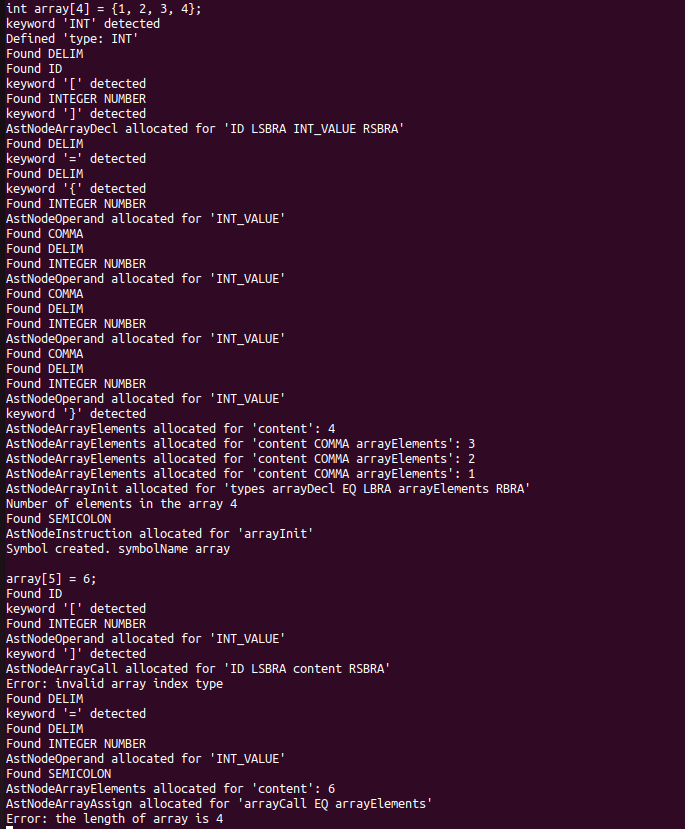 int array[4] = {1, 2, 3, 4};
keyword 'INT' detected
Defined 'type: INT'
Found DELIM
Found ID
keyword '[' detected
Found INTEGER NUMBER
keyword ']' detected
AstNodeArrayDecl allocated for 'ID LSBRA INT_VALUE RSBRA'
Found DELIM
keyword '=' detected
Found DELIM
keyword '{' detected
Found INTEGER NUMBER
AstNodeOperand allocated for 'INT_VALUE'
Found COMMA
Found DELIM
Found INTEGER NUMBER
AstNodeOperand allocated for 'INT_VALUE'
Found COMMA
Found DELIM
Found INTEGER NUMBER
AstNodeOperand allocated for 'INT_VALUE'
Found COMMA
Found DELIM
Found INTEGER NUMBER
AstNodeOperand allocated for 'INT_VALUE'
keyword '}' detected
AstNodeArrayElements allocated for 'content': 4
AstNodeArrayElements allocated for 'content COMMA arrayElements': 3
AstNodeArrayElements allocated for 'content COMMA arrayElements': 2
AstNodeArrayElements allocated for 'content COMMA arrayElements': 1
AstNodeArrayInit allocated for 'types arrayDecl EQ LBRA arrayElements RBRA'
Number of elements in the array 4
Found SEMICOLON
AstNodeInstruction allocated for 'arrayInit'
Symbol created. symbolName array
array[5] = 6;
Found ID
keyword '[' detected
Found INTEGER NUMBER
AstNodeOperand allocated for 'INT_VALUE'
keyword ']' detected
AstNodeArrayCall allocated for 'ID LSBRA content RSBRA'
Error: invalid array index type
Found DELIM
keyword '=' detected
Found DELIM
Found INTEGER NUMBER
AstNodeOperand allocated for 'INT_VALUE'
Found SEMICOLON
AstNodeArrayElements allocated for 'content': 6
AstNodeArrayAssign allocated for 'arrayCall EQ arrayElements'
Error: the length of array is 4